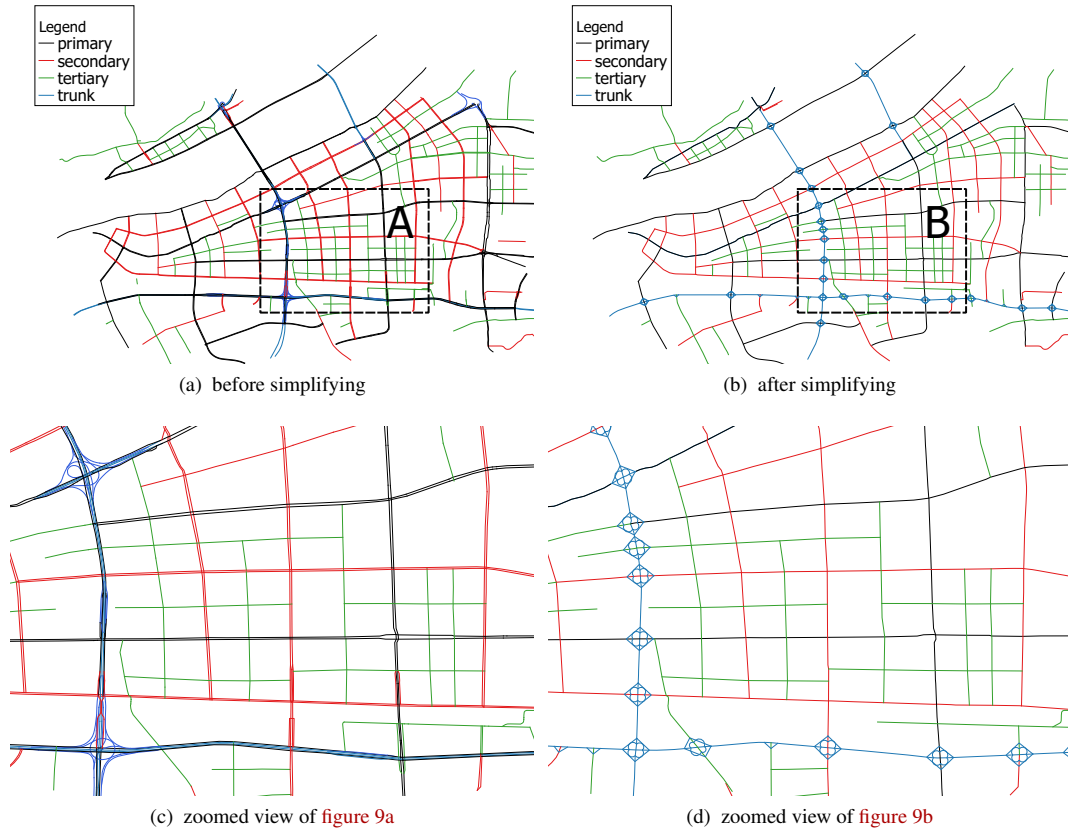 Legend
primary
secondary
tertiary
trunk
A
(a) before simplifying
Legend
primary
secondary
tertiary
trunk
B
(b) after simplifying
(c) zoomed view of figure 9a
(d) zoomed view of figure 9b